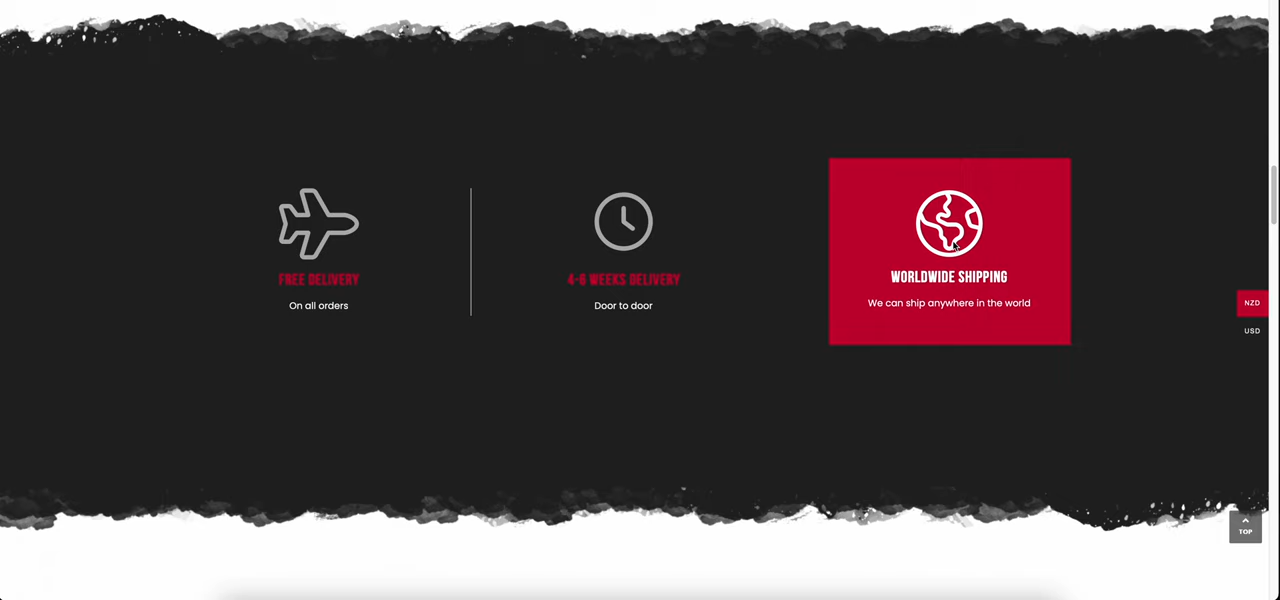 FREE DELIVERY
On all orders
4-6 WEEKS DELIVERY
Door to door
WORLDWIDE SHIPPING
We can ship anywhere in the world
NZD
USD
TOP